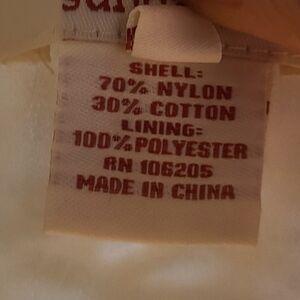 SHELL:
70% NYLON
30% COTTON
LINING:
100% POLYESTER
RN 106205
MADE IN CHINA